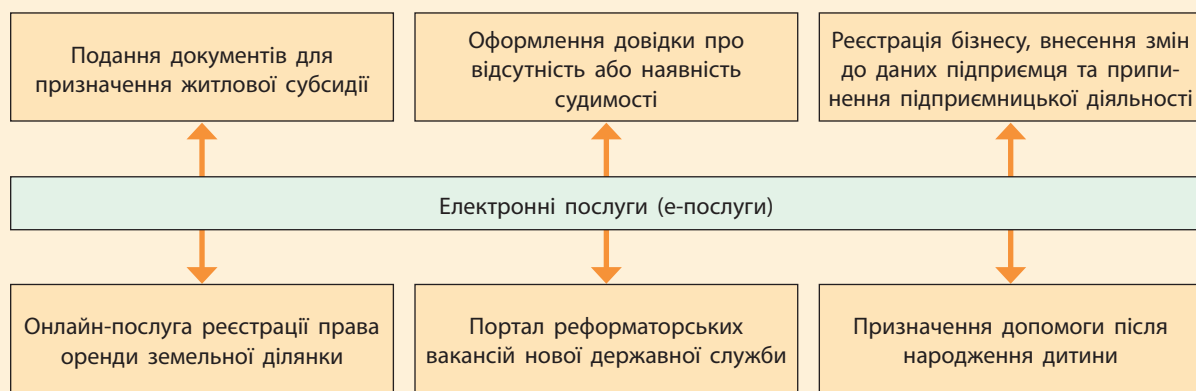 Подання документів для
призначення житлової субсидії
Оформлення довідки про
відсутність або наявність
судимості
Реєстрація бізнесу, внесення змін
до даних підприємця та припи-
нення підприємницької діяльності
Електронні послуги (е-послуги)
Онлайн-послуга реєстрації права
оренди земельної ділянки
Портал реформаторських
вакансій нової державної служби
Призначення допомоги після
народження дитини